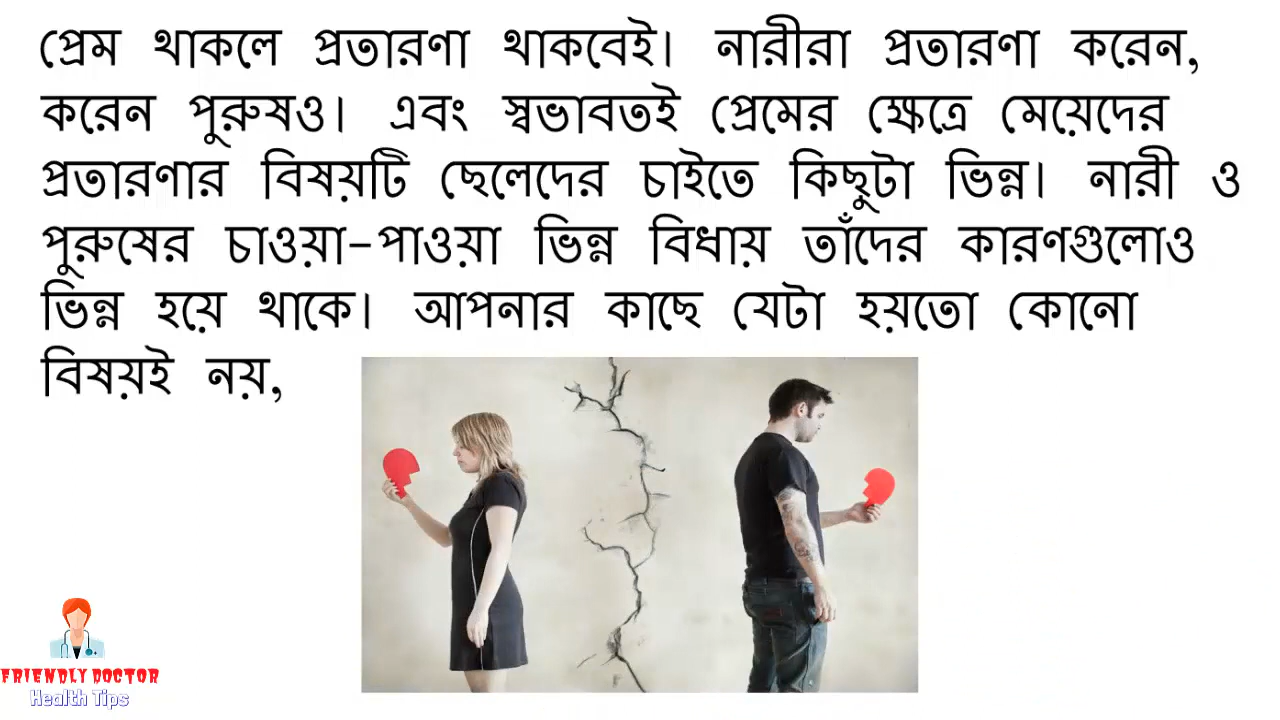 প্রেম থাকলে প্রতারণা থাকবেই। নারীরা প্রতারণা করেন,
করেন পুরুষও। এবং স্বভাবতই প্রেমের ক্ষেত্রে মেয়েদের
প্রতারণার বিষয়টি ছেলেদের চাইতে কিছুটা ভিন্ন। নারী ও
পুরুষের চাওয়া-পাওয়া ভিন্ন বিধায় তাঁদের কারণগুলোও
ভিন্ন হয়ে থাকে। আপনার কাছে যেটা হয়তো কোনো
বিষয়ই নয়,
FRIENDLY DOCTOR
Health Tips